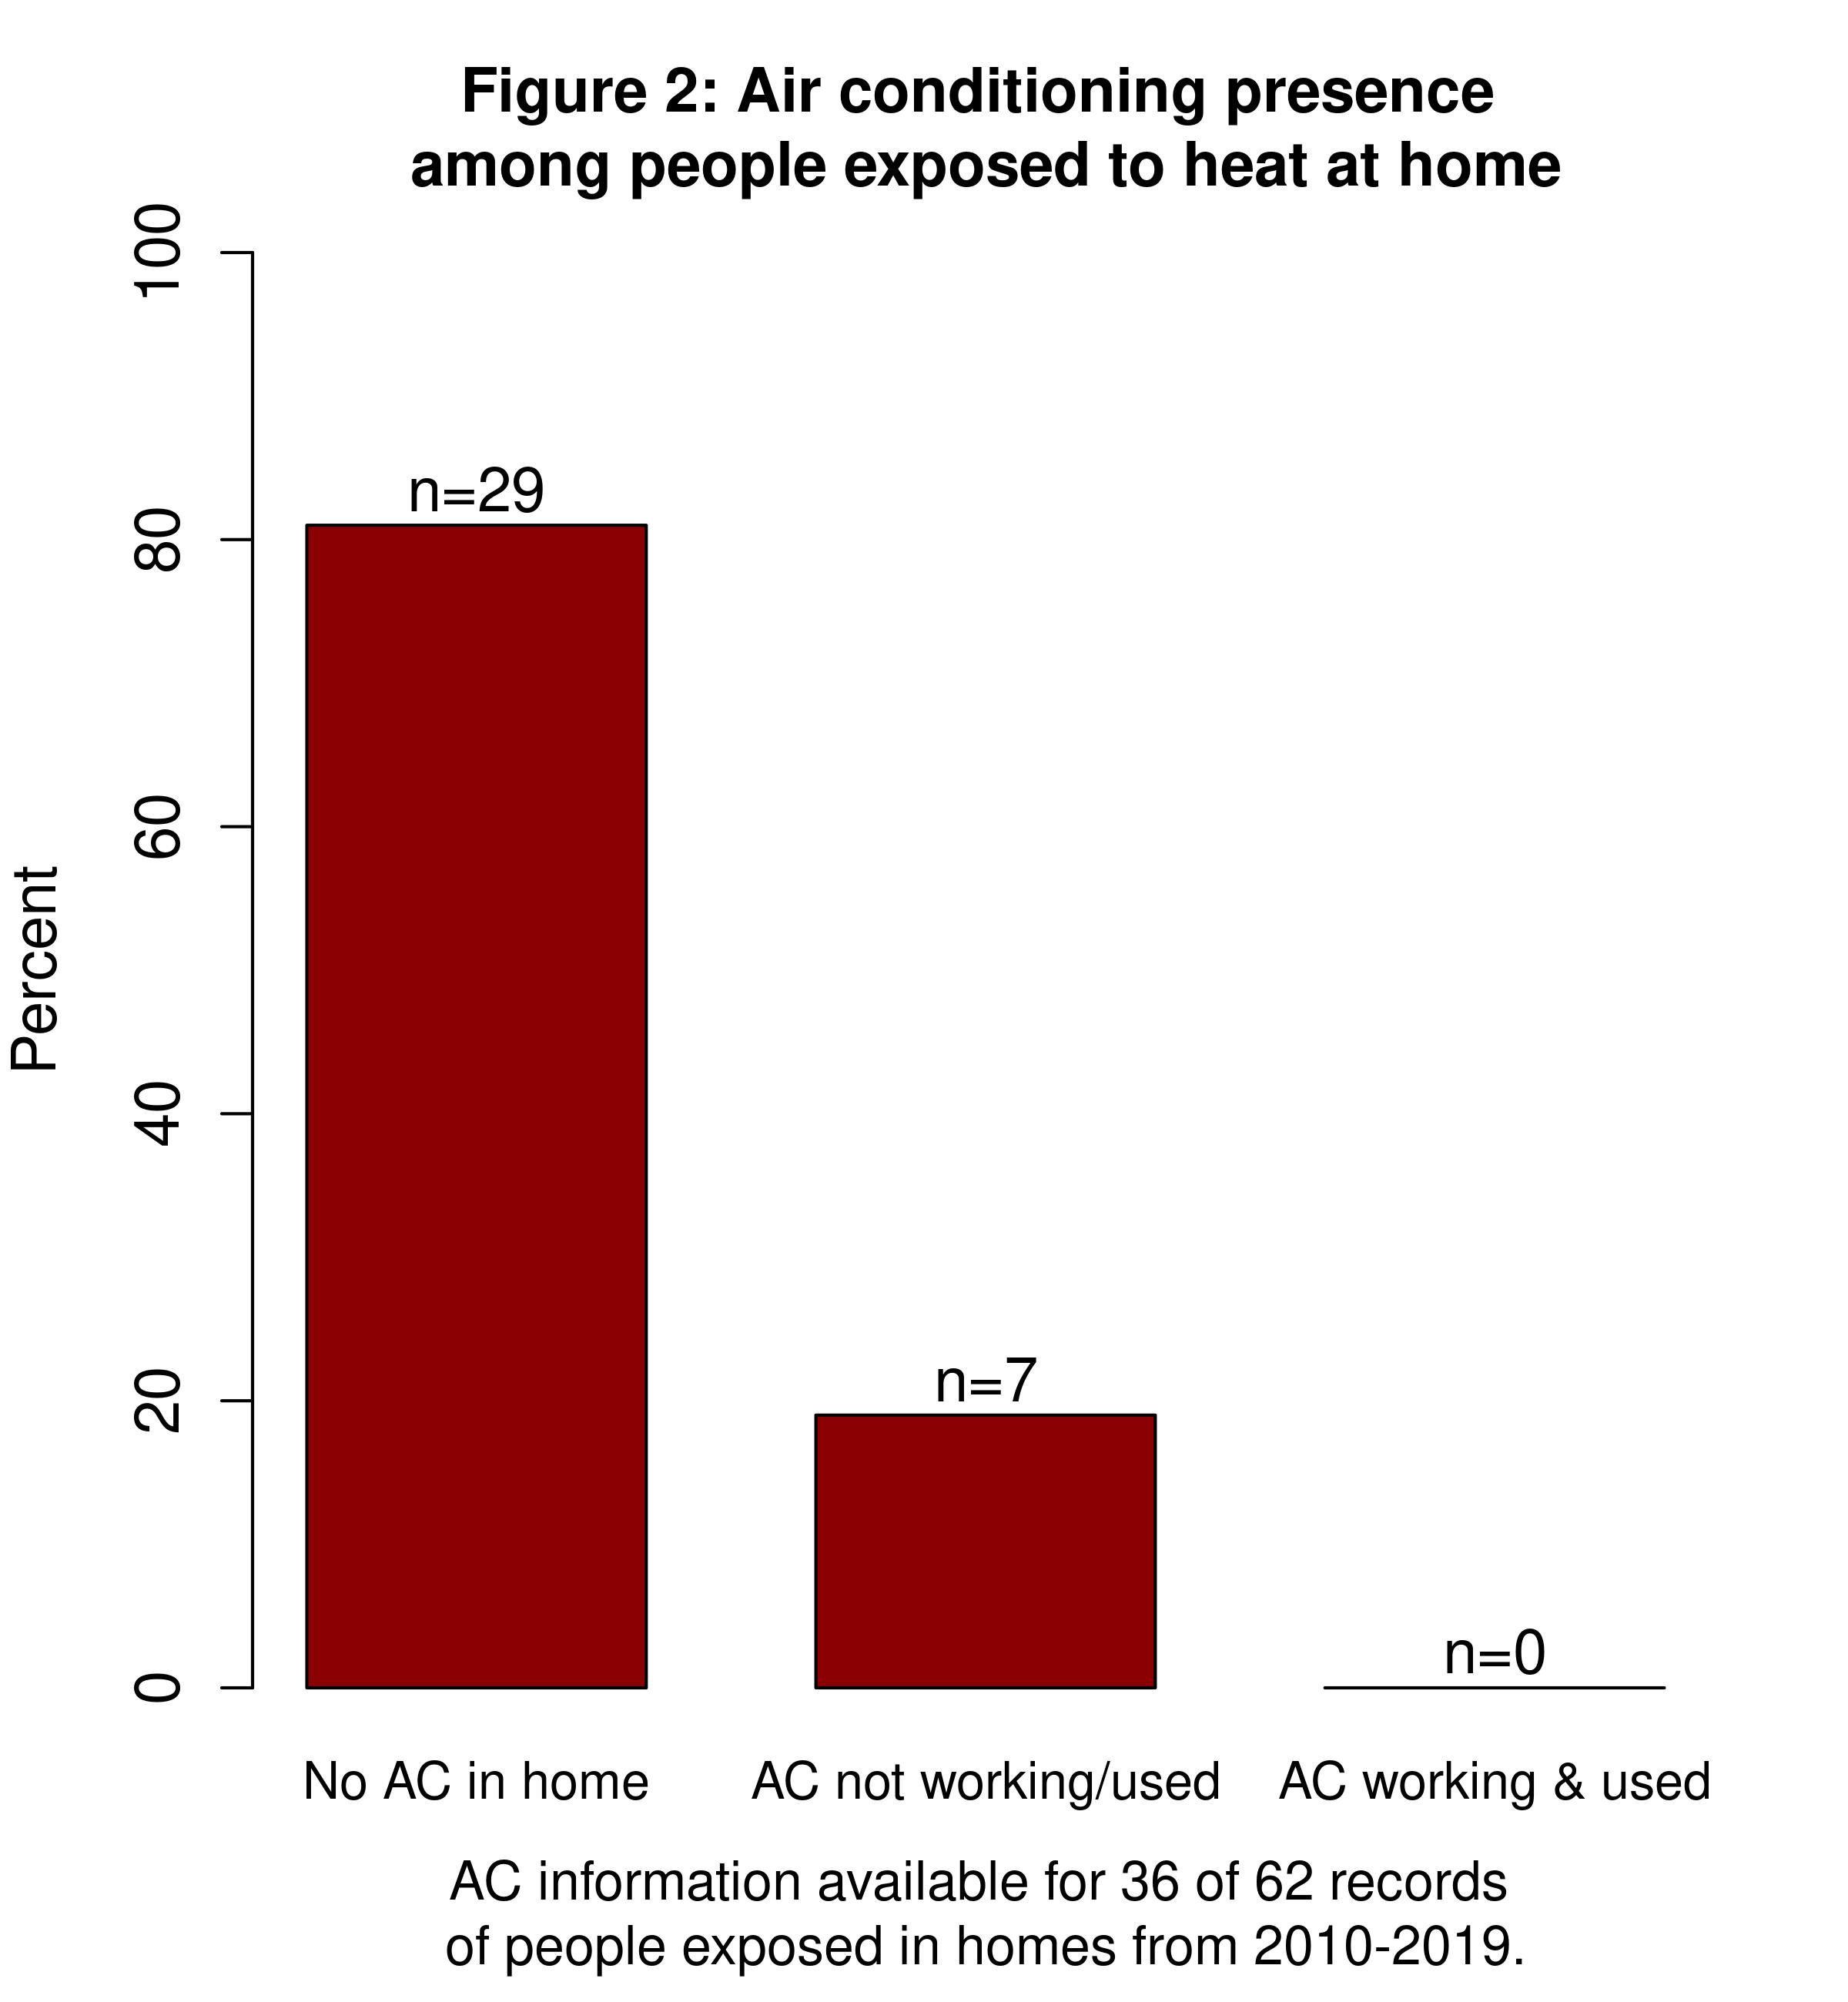 Figure 2: Air conditioning presence
among people exposed to heat at home
Percent
100
80
60
40
20
0
n=29
n=7
n=0
No AC in home
AC not working/used
AC working & used
AC information available for 36 of 62 records
of people exposed in homes from 2010-2019.